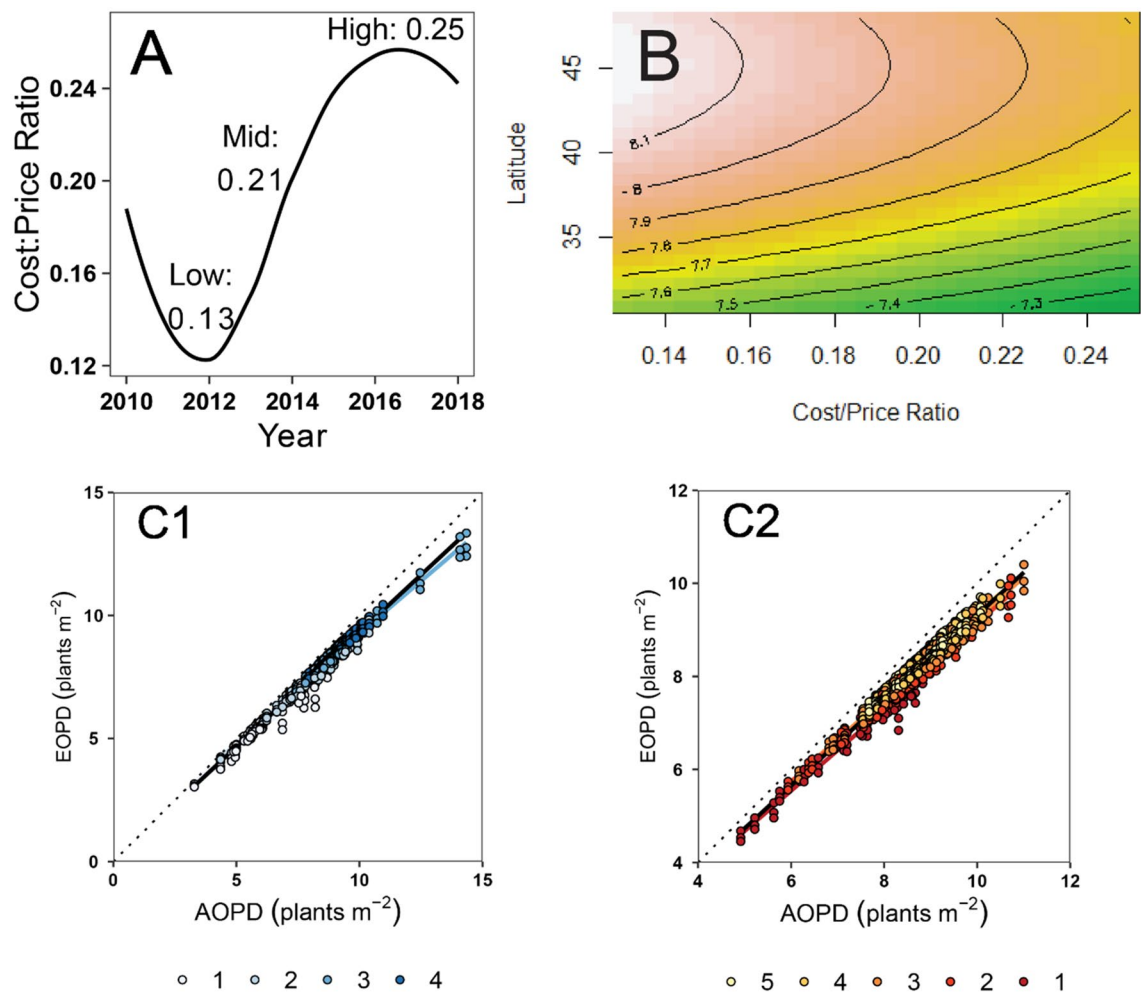 A
High: 0.25
Mid:
0.21
Low:
0.13
Cost:Price Ratio
0.24
0.20
0.16
0.12
2010 2012 2014 2016 2018
Year
B
Latitude
45
40
35
8.1
8
7.9
7.8
7.7
7.6
7.5
7.4
7.3
0.14 0.16 0.18 0.20 0.22 0.24
Cost/Price Ratio
C1
EOPD (plants m⁻²)
15
10
5
0
0 5 10 15
AOPD (plants m⁻²)
1 2 3 4
C2
EOPD (plants m⁻²)
12
10
8
6
4
4 6 8 10 12
AOPD (plants m⁻²)
5 4 3 2 1